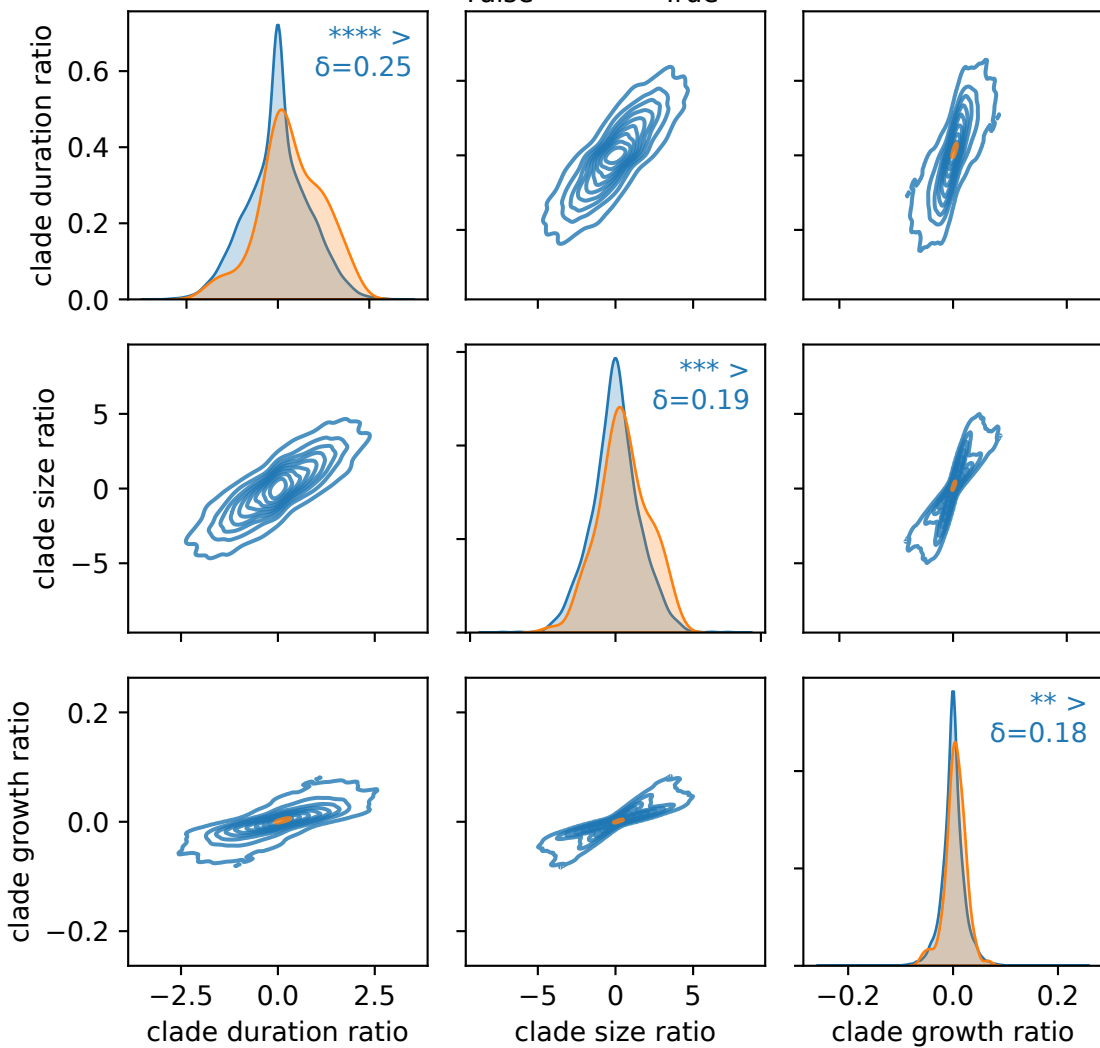 clade duration ratio
0.6
0.4
0.2
0.0
**** >
δ=0.25
clade size ratio
5
0
−5
*** >
δ=0.19
clade growth ratio
0.2
0.0
−0.2
** >
δ=0.18
−2.5 0.0 2.5
−5 0 5
−0.2 0.0 0.2
clade duration ratio
clade size ratio
clade growth ratio